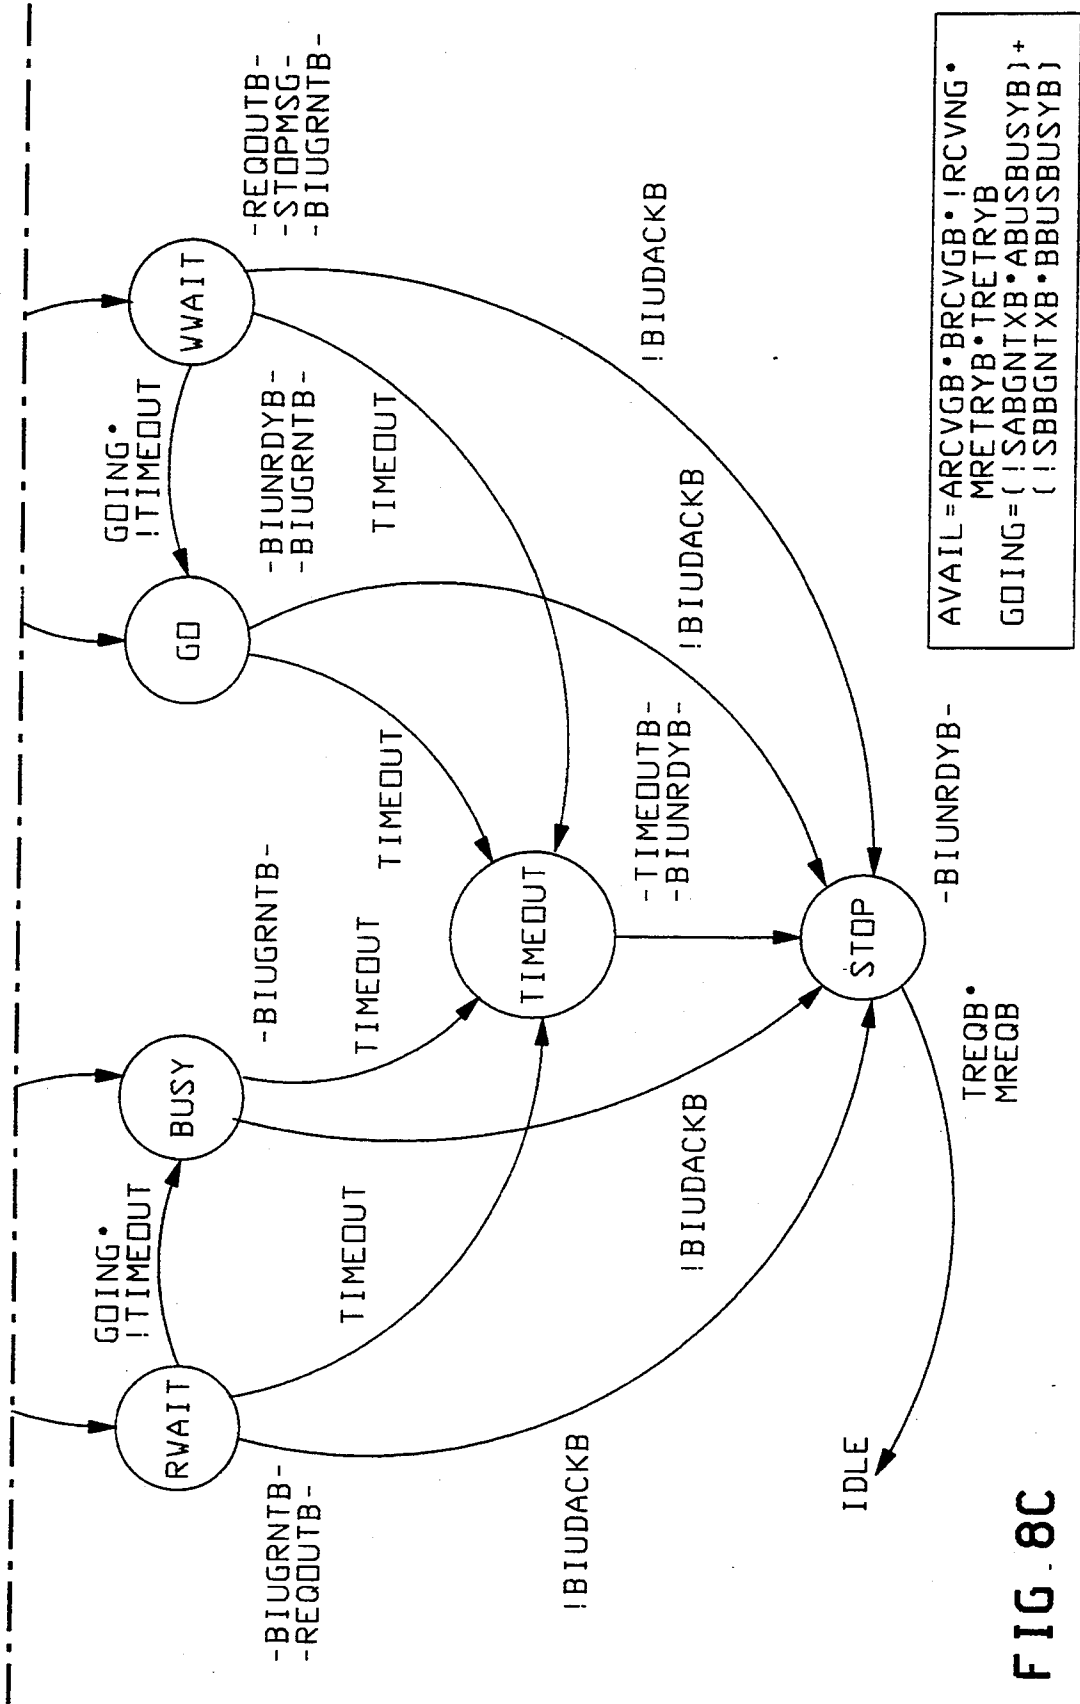 RWAIT
GOING•
!TIMEOUT
BUSY
GO
GOING•
!TIMEOUT
WWAIT
-BIUGRNTB-
-REQOUTB-
-BIUGRNTB-
-BIUNRDYB-
-BIUGRNTB-
-REQOUTB-
-STOPMSG-
-BIUGRNTB-
TIMEOUT
TIMEOUT
TIMEOUT
TIMEOUT
TIMEOUT
-TIMEOUTB-
-BIUNRDYB-
!BIUDACKB
!BIUDACKB
!BIUDACKB
!BIUDACKB
STOP
-BIUNRDYB-
IDLE
TREQB•
MREQB
AVAIL=ARCVGB•BRCVGB•!RCVNG•
MRETRYB•TRETRYB
GOING=(!SABGNTXB•ABUSBUSYB)+
(!SBBGNTXB•BBUSBUSYB)
FIG. 8C